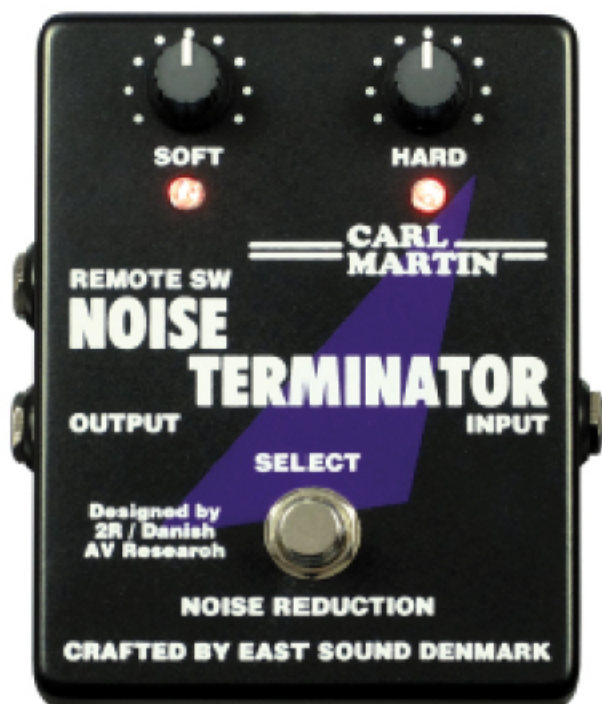 SOFT HARD
CARL
MARTIN
REMOTE SW
NOISE
TERMINATOR
OUTPUT INPUT
SELECT
Designed by
2R / Danish
AV Research
NOISE REDUCTION
CRAFTED BY EAST SOUND DENMARK